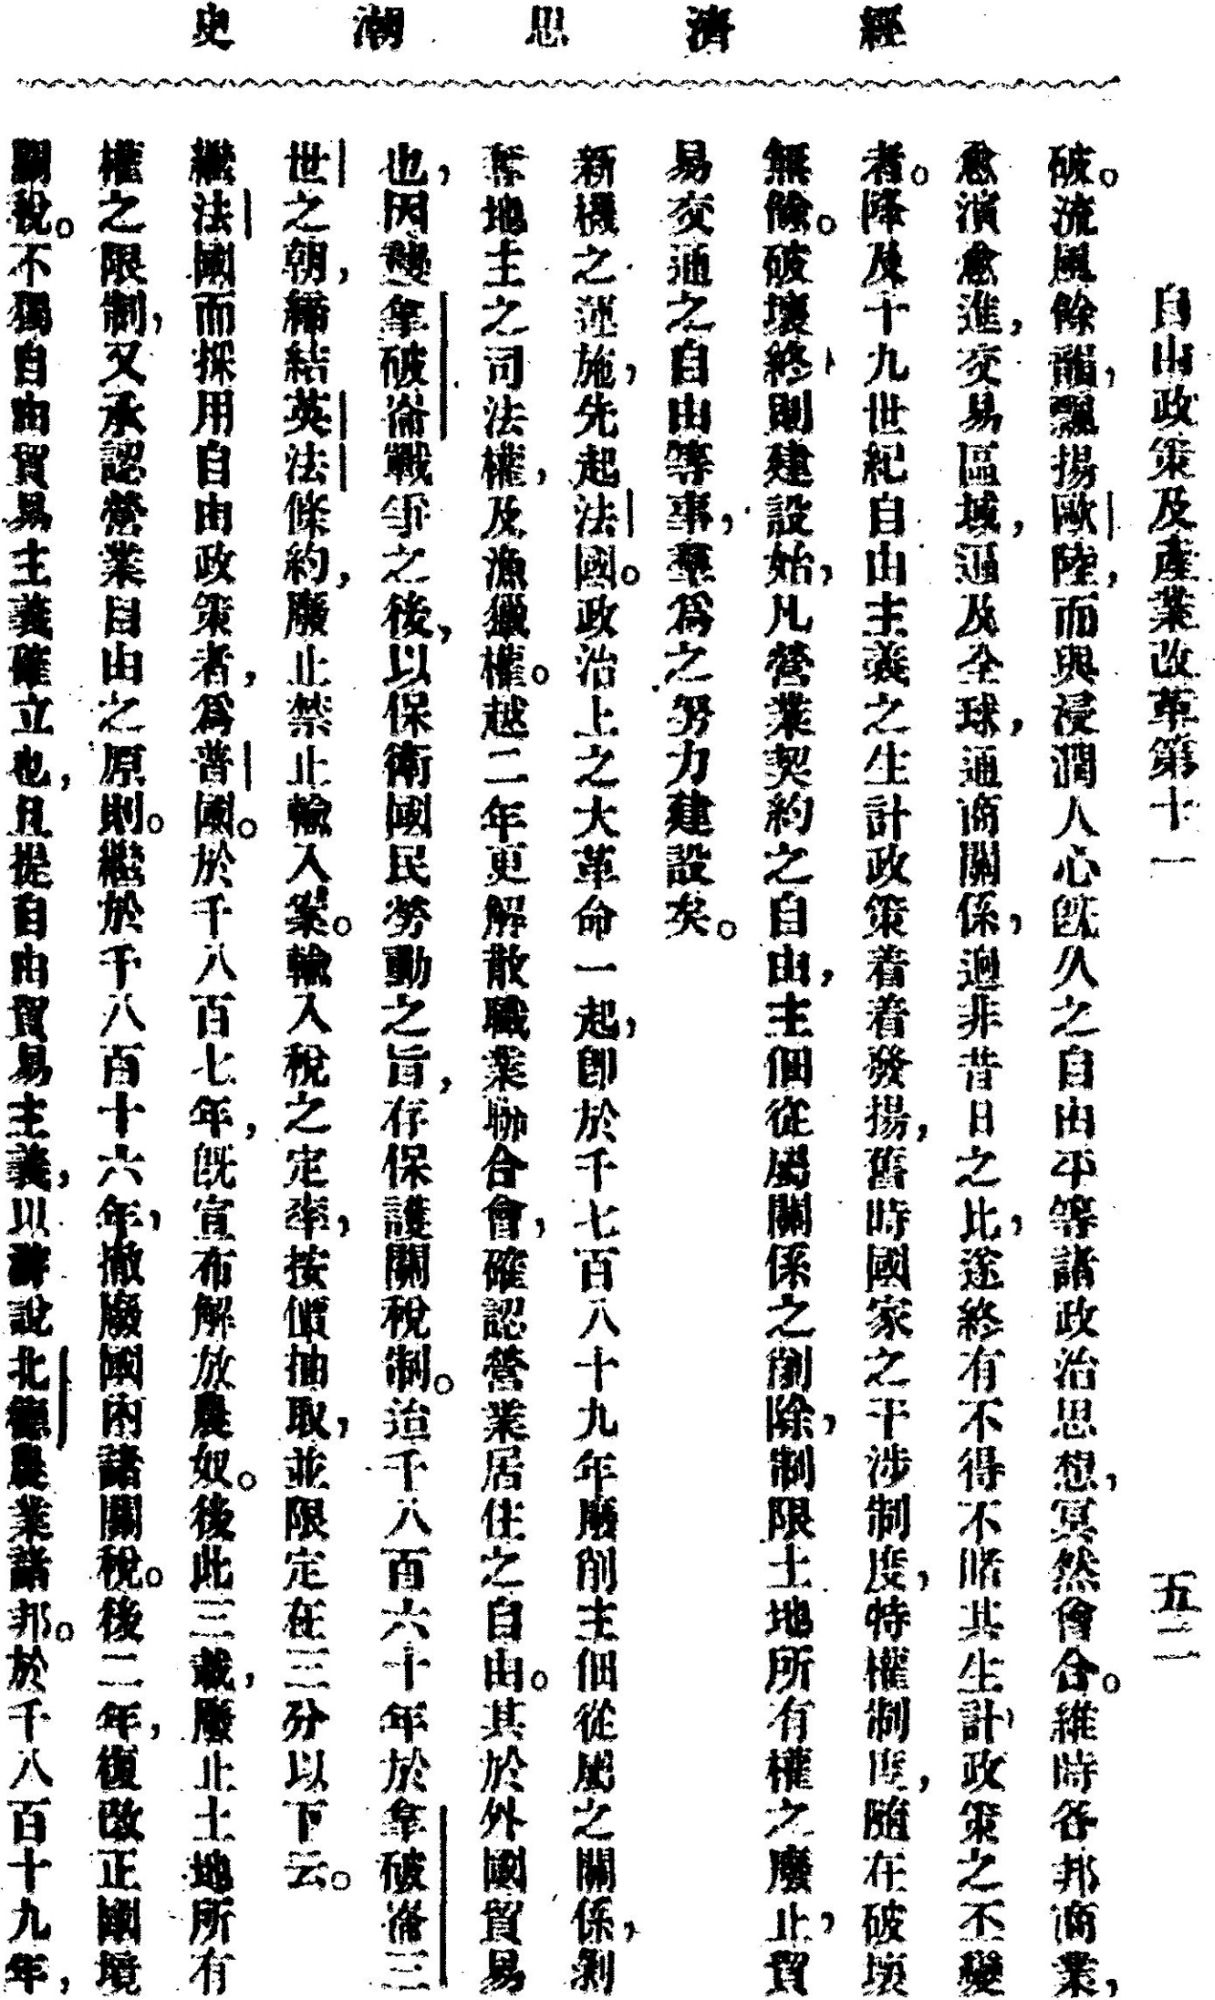 經濟思潮史
自由政策及產業改革第十一　五二
破。流風餘韻，飄揚歐陸，而與浸潤人心旣久之自由平等諸政治思想，冥然會合。維時各邦商業，
愈演愈進，交易區域，逼及全球，通商關係，迥非昔日之比，遂終有不得不賭其生計政策之不變
者。降及十九世紀自由主義之生計政策着着發揚，舊時國家之干涉制度，特權制度，隨在破壞
無餘。破壞終則建設始，凡營業契約之自由，主佃從屬關係之削除，制限土地所有權之廢止，貿
易交通之自由等事，羣爲之努力建設矣。
新機之運施，先起法國。政治上之大革命一起，卽於千七百八十九年廢削主佃從屬之關係，剝
奪地主之司法權，及漁獵權。越二年更解散職業聯合會，確認營業居住之自由。其於外國貿易
也，因變拿破崙戰爭之後，以保衛國民勞動之旨，存保護關稅制。迨千八百六十年於拿破崙三
世之朝，締結英法條約，廢止禁止輸入案。輸入稅之定率，按價抽取，並限定在三分以下云。
繼法國而採用自由政策者，爲普國。於千八百七年，旣宣布解放農奴。後此三載，廢止土地所有
權之限制，又承認營業自由之原則。繼於千八百十六年，撤廢國內諸關稅。後二年，復改正國境
關稅。不獨自由貿易主義確立也，且提自由貿易主義，以游說北德農業諸邦。於千八百十九年，